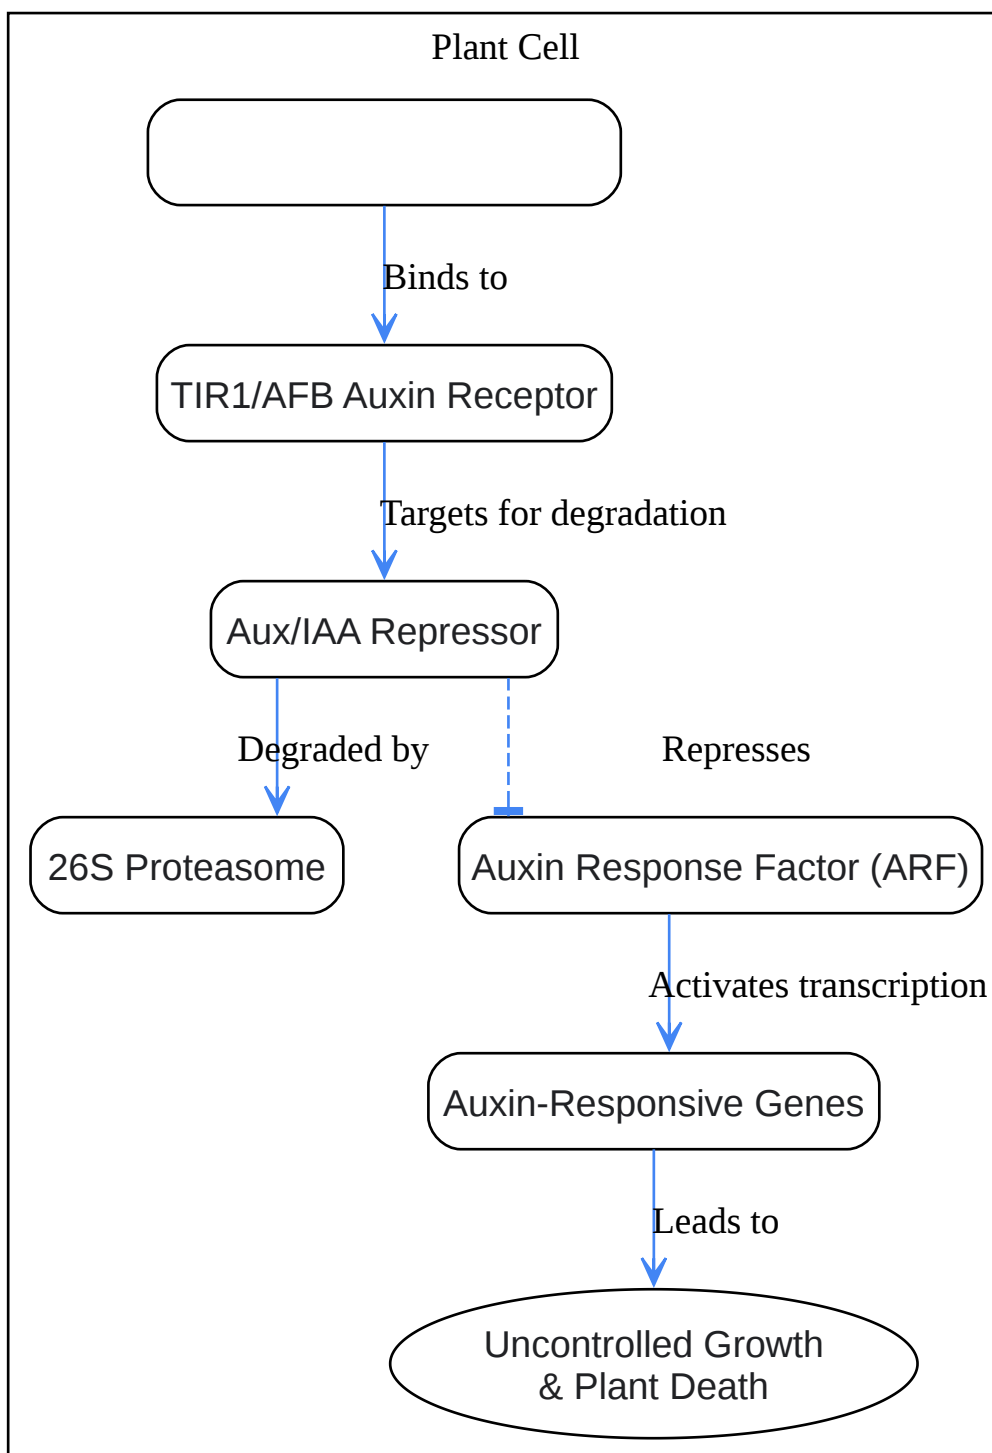 Plant Cell
Binds to
TIR1/AFB Auxin Receptor
Targets for degradation
Aux/IAA Repressor
Degraded by
Represses
26S Proteasome
Auxin Response Factor (ARF)
Activates transcription
Auxin-Responsive Genes
Leads to
Uncontrolled Growth
& Plant Death